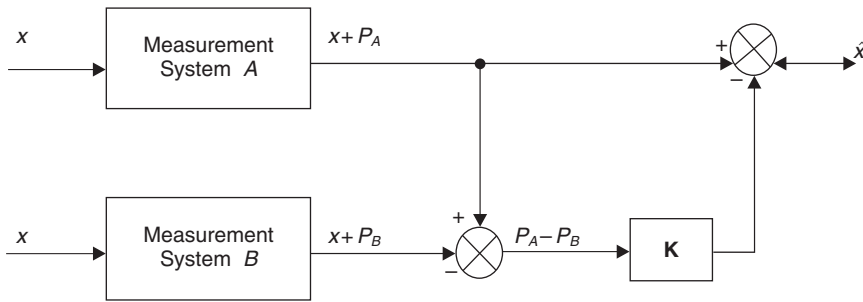 x
Measurement
System A
x + P_A
+
−
x̂
x
Measurement
System B
x + P_B
+
−
P_A − P_B
K